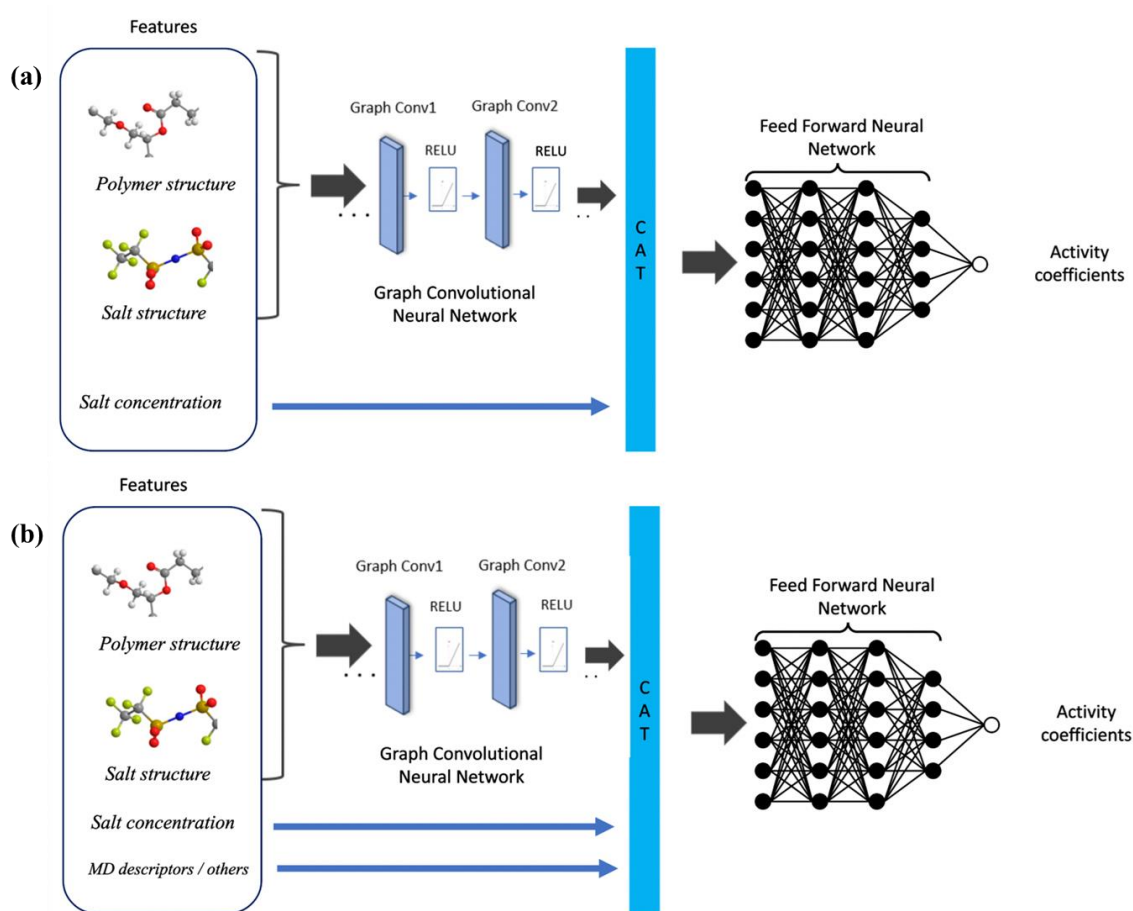 Features
(a)
Polymer structure
Salt structure
Salt concentration
Graph Conv1
Graph Conv2
RELU
RELU
. . .
. .
Graph Convolutional
Neural Network
C
A
T
Feed Forward Neural
Network
Activity
coefficients
Features
(b)
Polymer structure
Salt structure
Salt concentration
MD descriptors / others
Graph Conv1
Graph Conv2
RELU
RELU
. . .
. .
Graph Convolutional
Neural Network
C
A
T
Feed Forward Neural
Network
Activity
coefficients